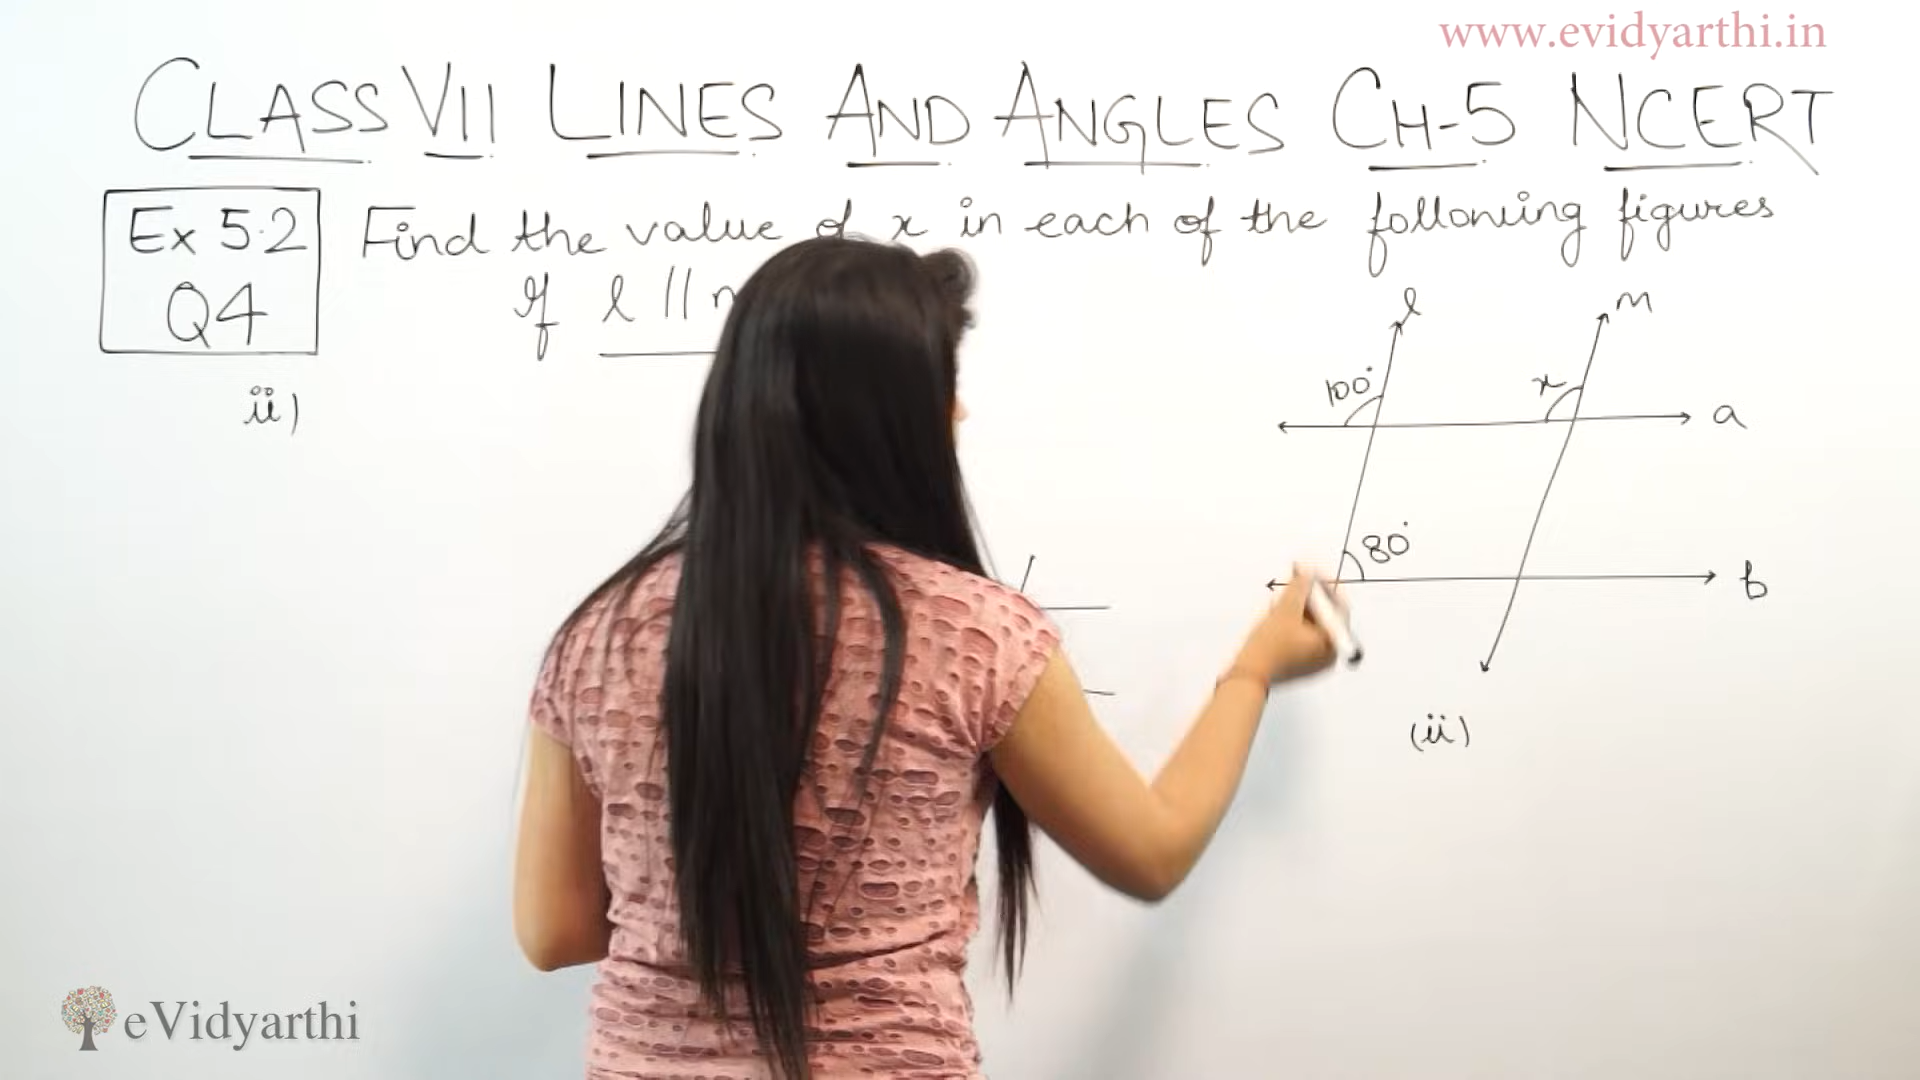 www.evidyarthi.in
CLASS VII LINES AND ANGLES CH-5 NCERT
Ex 5.2
Q4
Find the value of x in each of the following figures
If l ||
ii)
l
m
100°
x
a
80°
b
(ii)
eVidyarthi